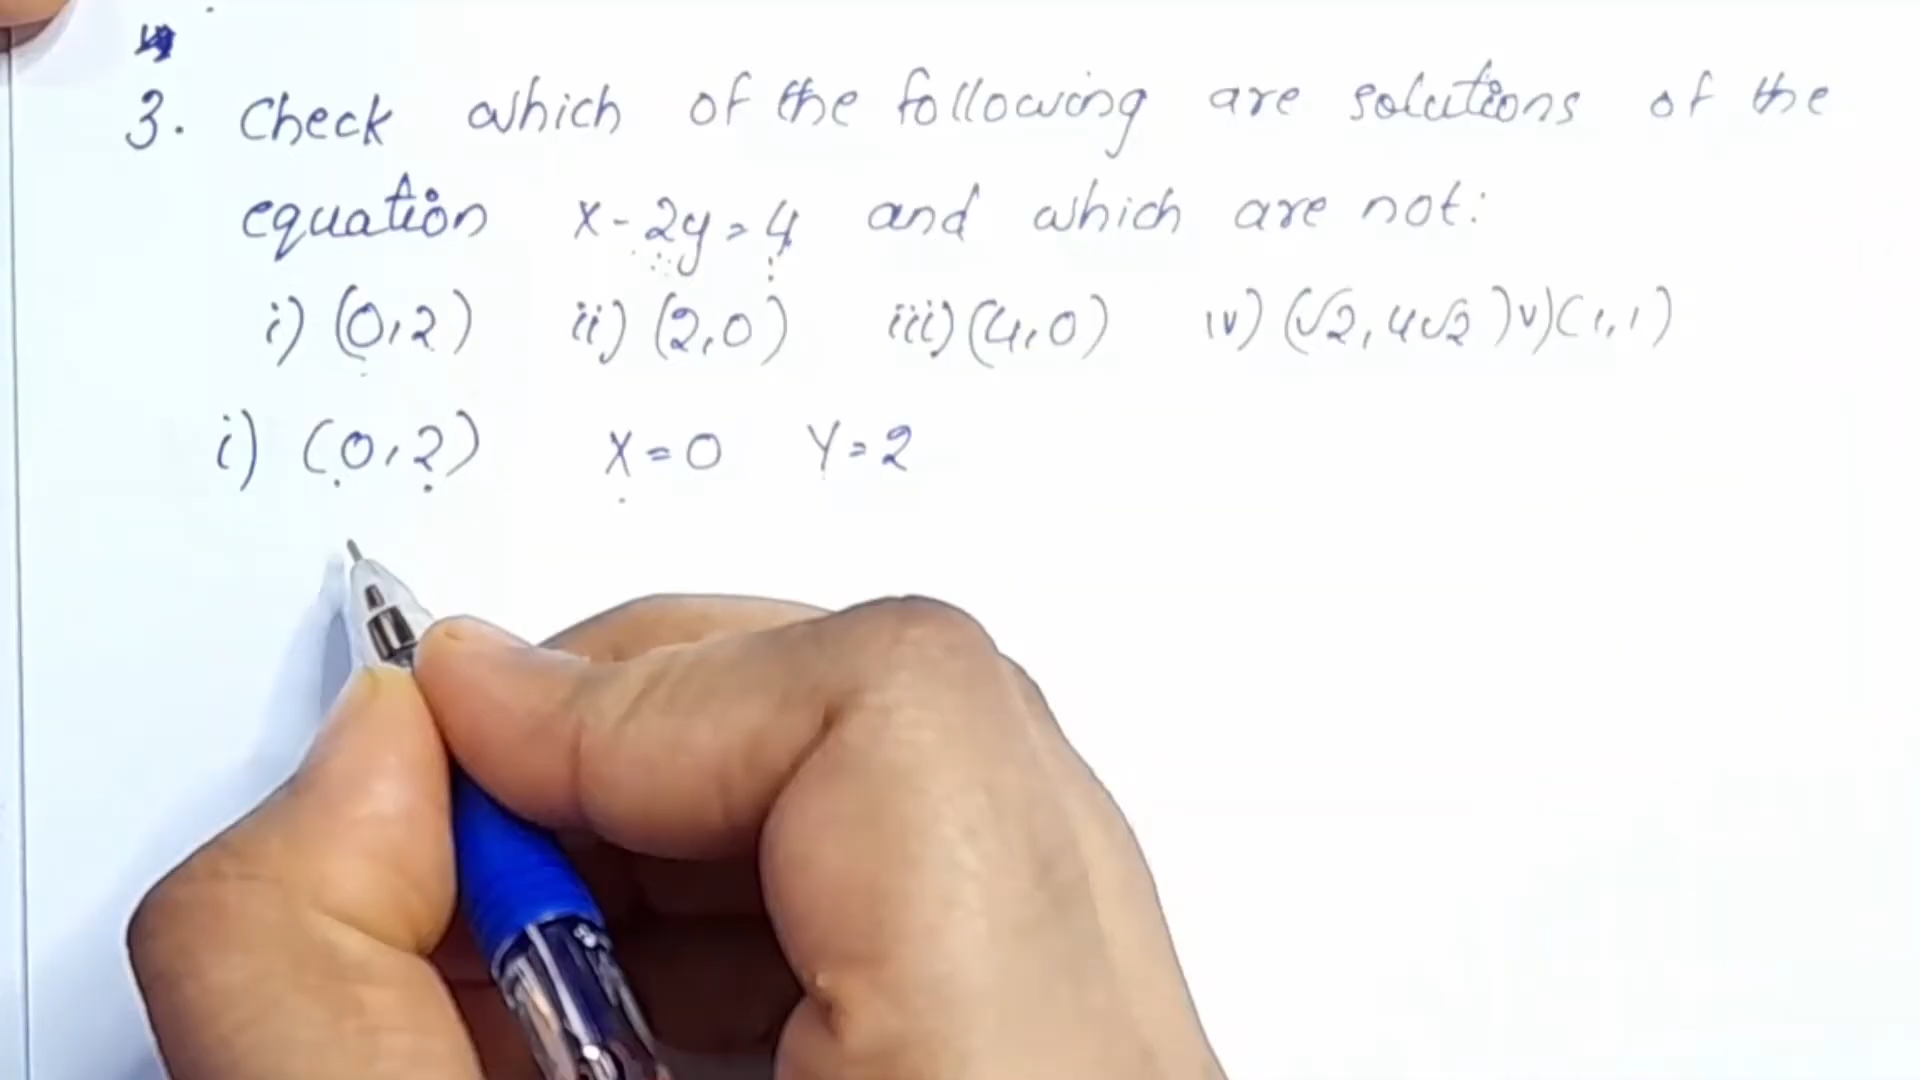 3. Check which of the following are solutions of the
equation x - 2y = 4 and which are not:
i) (0,2) ii) (2,0) iii) (4,0) iv) (√2, 4√2) v) (1,1)
i) (0,2) X = 0 Y = 2